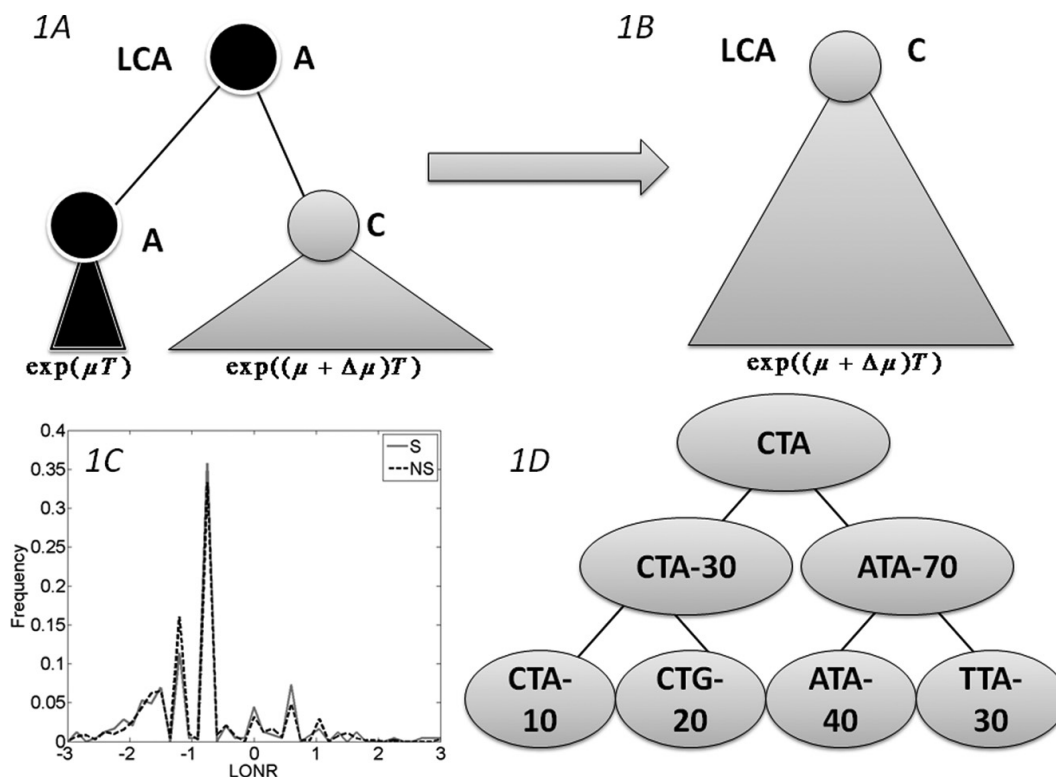 1A
LCA
A
A
C
exp(μT)
exp((μ + Δμ)T)
1B
LCA
C
exp((μ + Δμ)T)
1C
S
NS
Frequency
0.4
0.35
0.3
0.25
0.2
0.15
0.1
0.05
0
-3
-2
-1
0
1
2
3
LONR
1D
CTA
CTA-30
ATA-70
CTA-
10
CTG-
20
ATA-
40
TTA-
30